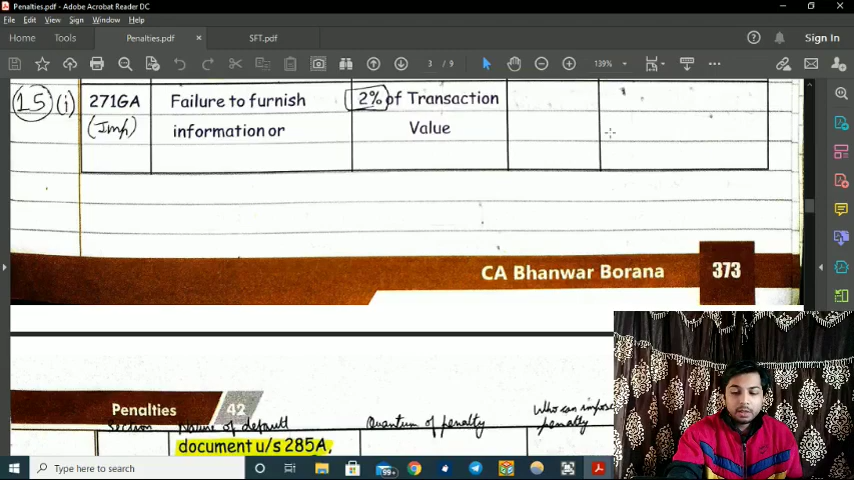 Penalties.pdf - Adobe Acrobat Reader DC
File Edit View Sign Window Help
Home Tools Penalties.pdf × SFT.pdf Sign In
3 / 9 139%
15 (i) 271GA Failure to furnish 2% of Transaction
(Imp) information or Value
CA Bhanwar Borana 373
Penalties 42
Section Nature of default Quantum of penalty Who can impose
penalty
document u/s 285A,
Type here to search
99+